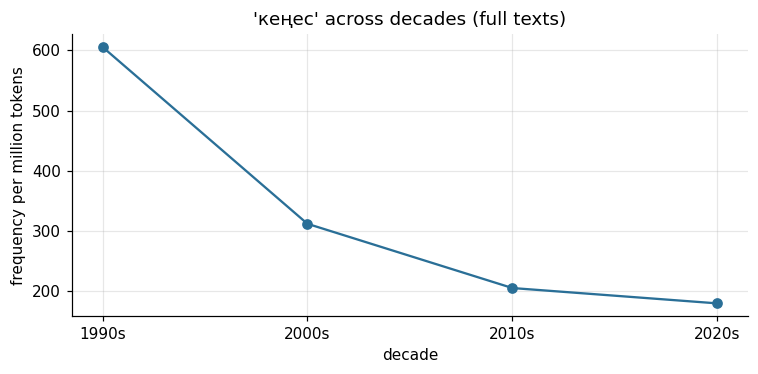 'кеңес' across decades (full texts)
frequency per million tokens
600
500
400
300
200
1990s 2000s 2010s 2020s
decade